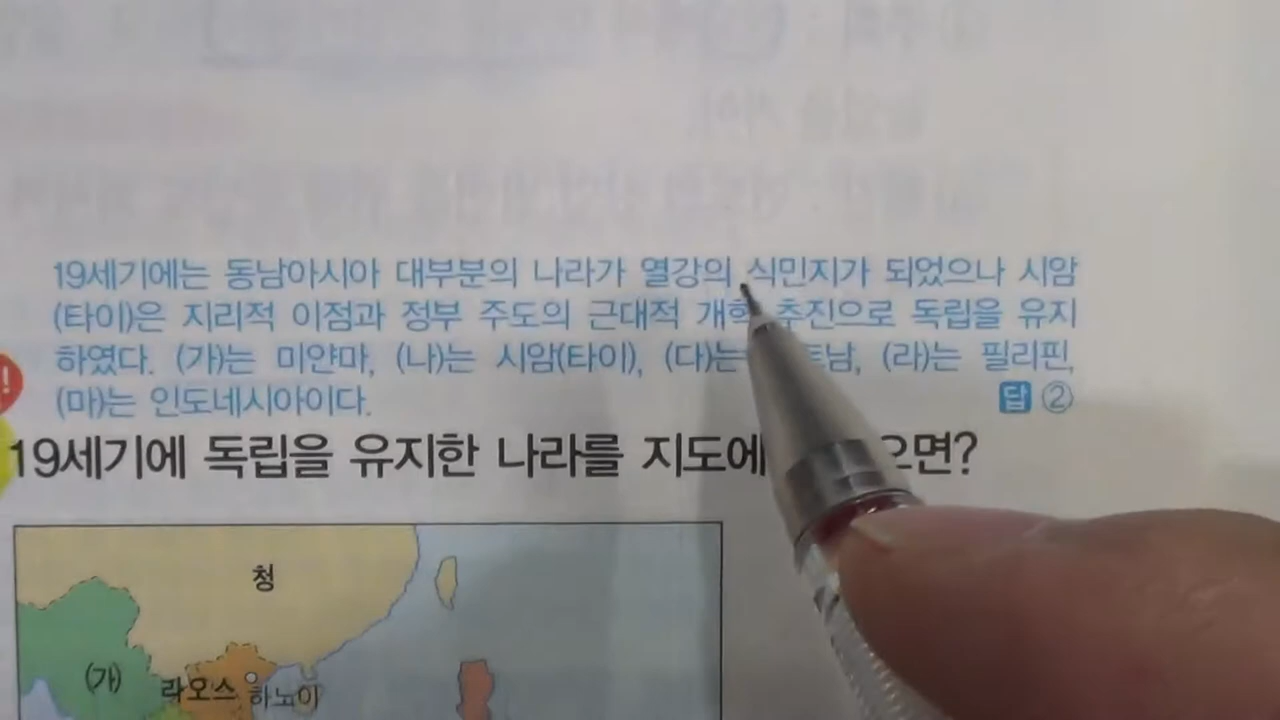 19세기에는 동남아시아 대부분의 나라가 열강의 식민지가 되었으나 시암
(타이)은 지리적 이점과 정부 주도의 근대적 개혁 추진으로 독립을 유지
하였다. (가)는 미얀마, (나)는 시암(타이), (다)는 트남, (라)는 필리핀,
(마)는 인도네시아이다. 답 ②
!
19세기에 독립을 유지한 나라를 지도에 으면?
청
(가)
라오스 하노이